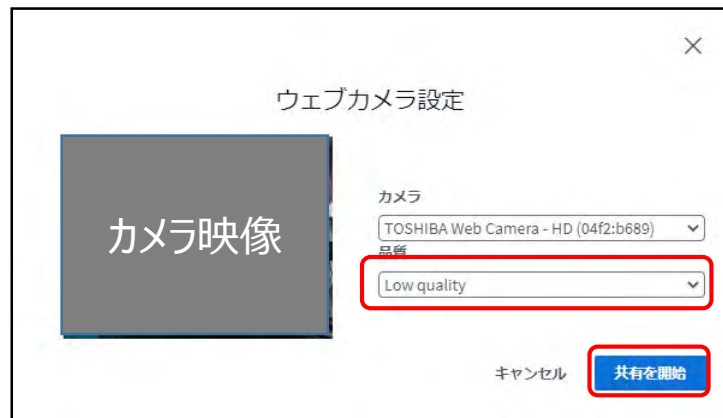 ウェブカメラ設定
カメラ映像
カメラ
TOSHIBA Web Camera - HD (04f2:b689)
品質
Low quality
キャンセル
共有を開始